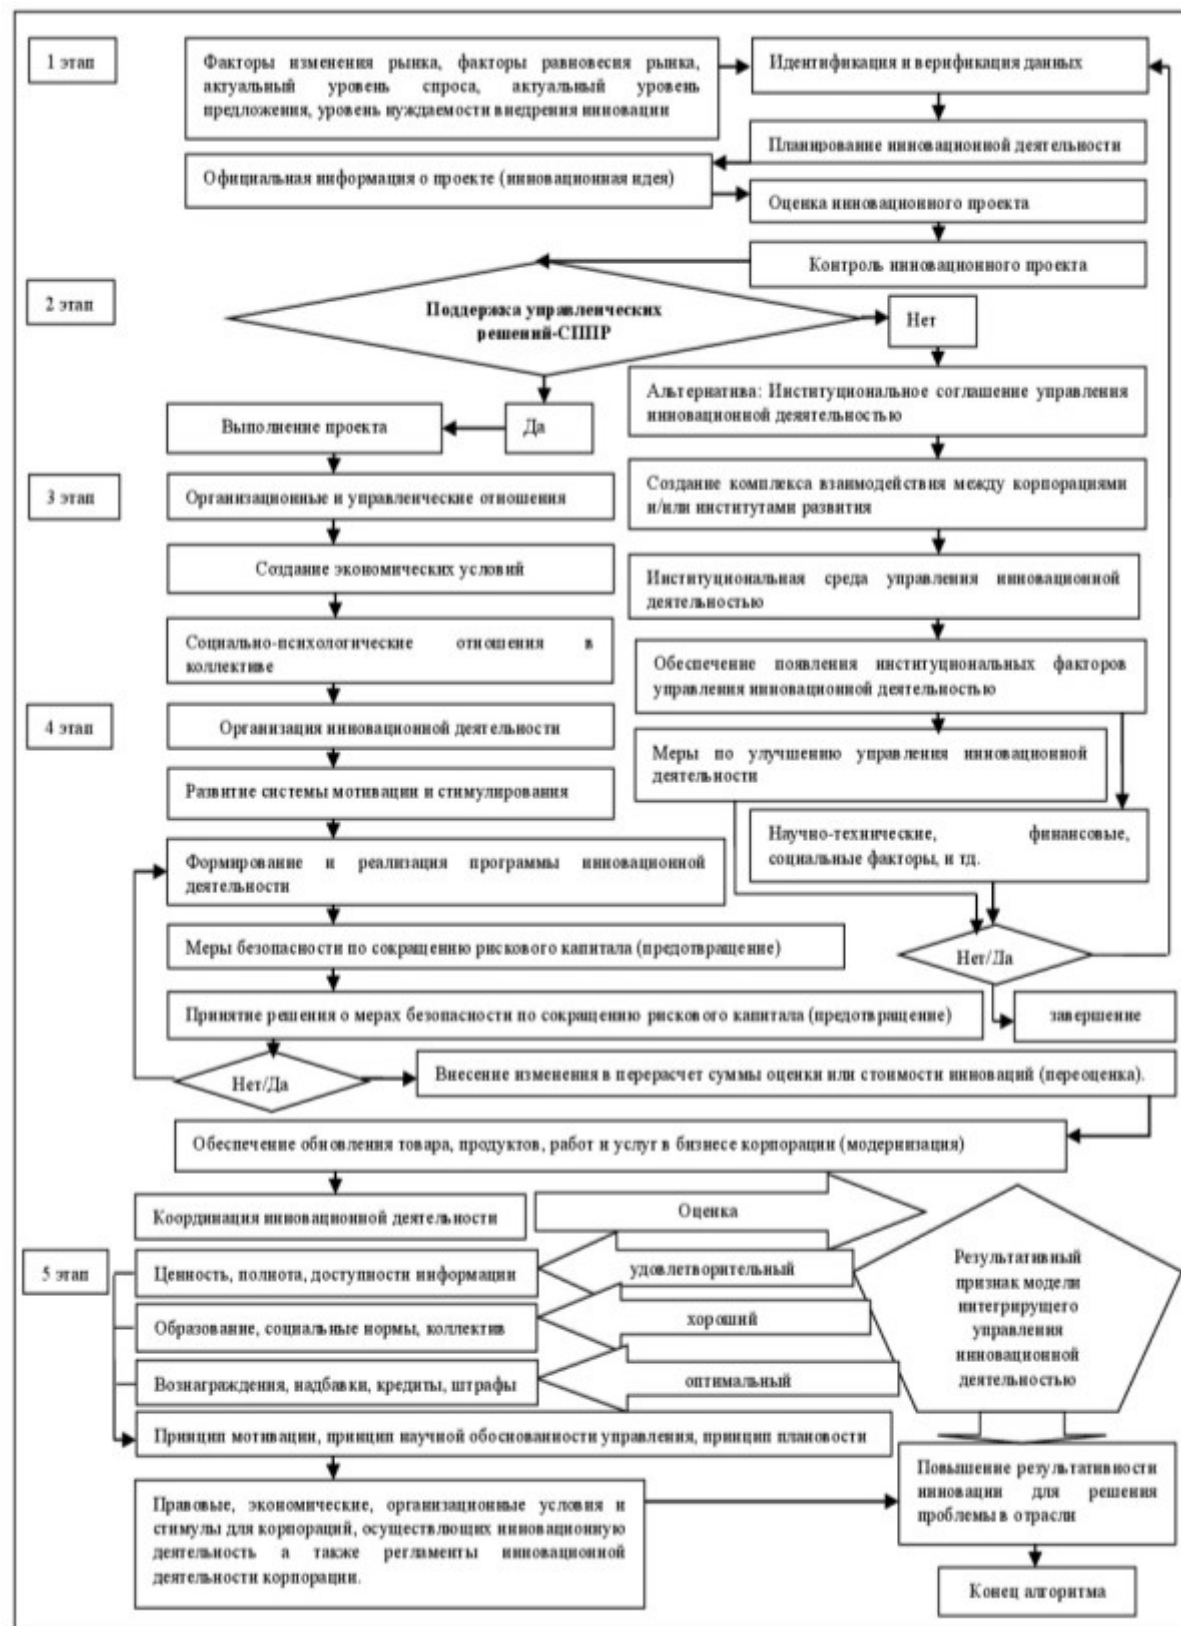 1 этап
Факторы изменения рынка, факторы равновесия рынка,
актуальный уровень спроса, актуальный уровень
предложения, уровень нуждаемости внедрения инновации
Идентификация и верификация данных
Планирование инновационной деятельности
Официальная информация о проекте (инновационная идея)
Оценка инновационного проекта
Контроль инновационного проекта
2 этап
Поддержка управленческих
решений-СППР
Нет
Альтернатива: Институциональное соглашение управления
инновационной деяятельностью
Да
Выполнение проекта
3 этап
Организационные и управленческие отношения
Создание комплекса взаимодействия между корпорациями
и/или институтами развития
Создание экономических условий
Институциональная среда управления инновационной
деятельностью
Социально-психологические отношения в
коллективе
Обеспечение появления институциональных факторов
управления инновационной деятельностью
4 этап
Организация инновационной деятельности
Меры по улучшению управления инновационной
деятельности
Развитие системы мотивации и стимулирования
Научно-технические, финансовые,
социальные факторы, и тд.
Формирование и реализация программы инновационной
деятельности
Меры безопасности по сокращению рискового капитала (предотвращение)
Нет/Да
Принятие решения о мерах безопасности по сокращению рискового капитала (предотвращение)
завершение
Нет/Да
Внесение изменения в перерасчет суммы оценки или стоимости инноваций (переоценка).
Обеспечение обновления товара, продуктов, работ и услуг в бизнесе корпорации (модернизация)
Координация инновационной деятельности
Оценка
5 этап
Ценность, полнота, доступности информации
удовлетворительный
Результативный
признак модели
интегрирущего
управления
инновационной
деятельностью
Образование, социальные нормы, коллектив
хороший
Вознаграждения, надбавки, кредиты, штрафы
оптимальный
Принцип мотивации, принцип научной обоснованности управления, принцип плановости
Правовые, экономические, организационные условия и
стимулы для корпораций, осуществлющих инновационную
деятельность а также регламенты инновационной
деятельности корпорации.
Повышение результативности
инновации для решения
проблемы в отрасли
Конец алгоритма